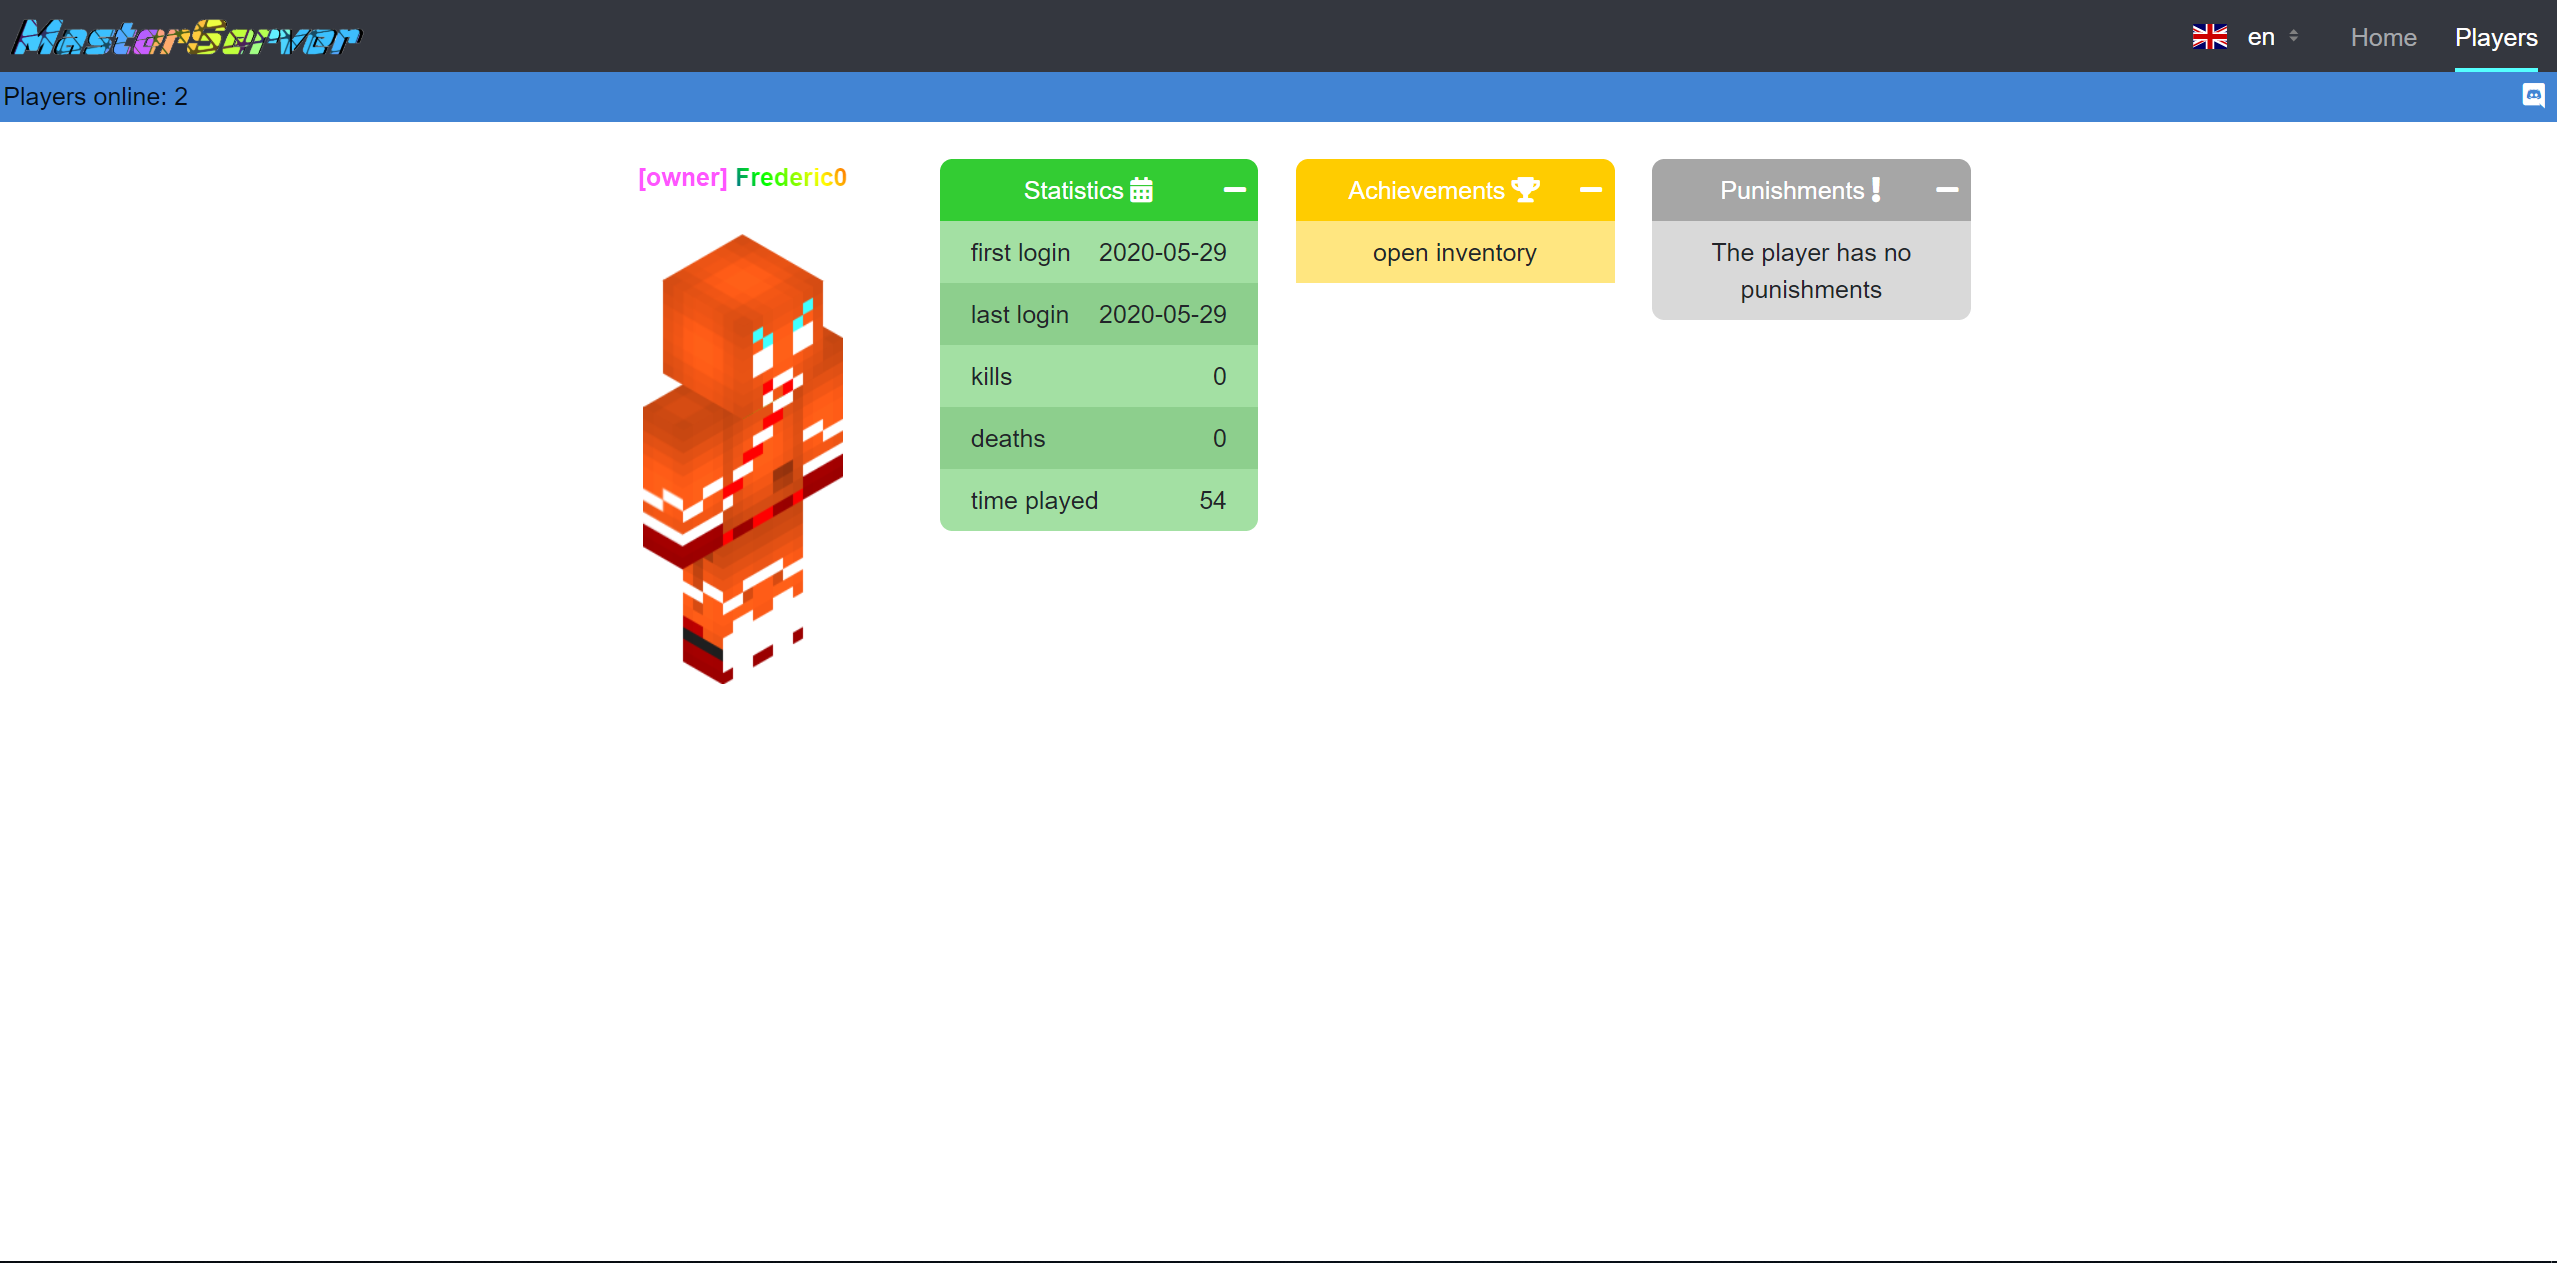 MasterServer
en
Home
Players
Players online: 2
[owner] Frederic0
Statistics
first login 2020-05-29
last login 2020-05-29
kills 0
deaths 0
time played 54
Achievements
open inventory
Punishments
The player has no
punishments